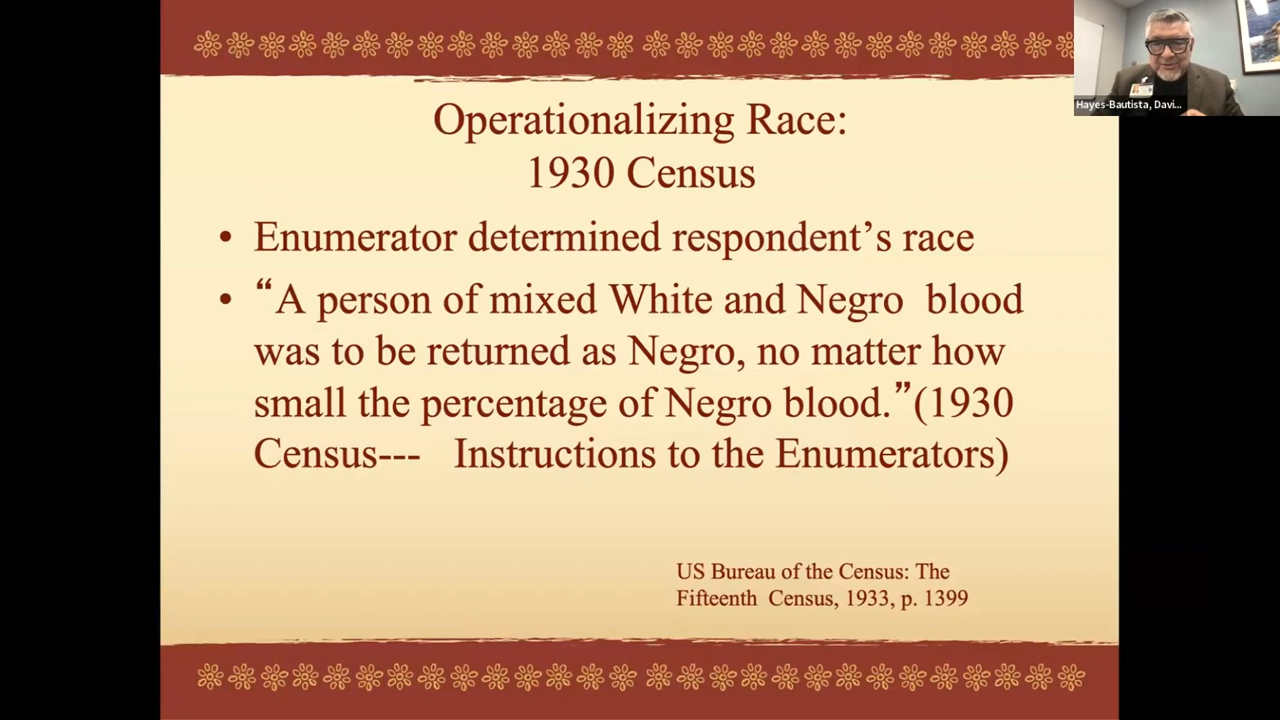 Hayes-Bautista, Davi...
Operationalizing Race:
1930 Census
• Enumerator determined respondent’s race
• “A person of mixed White and Negro blood
was to be returned as Negro, no matter how
small the percentage of Negro blood.”(1930
Census--- Instructions to the Enumerators)
US Bureau of the Census: The
Fifteenth Census, 1933, p. 1399